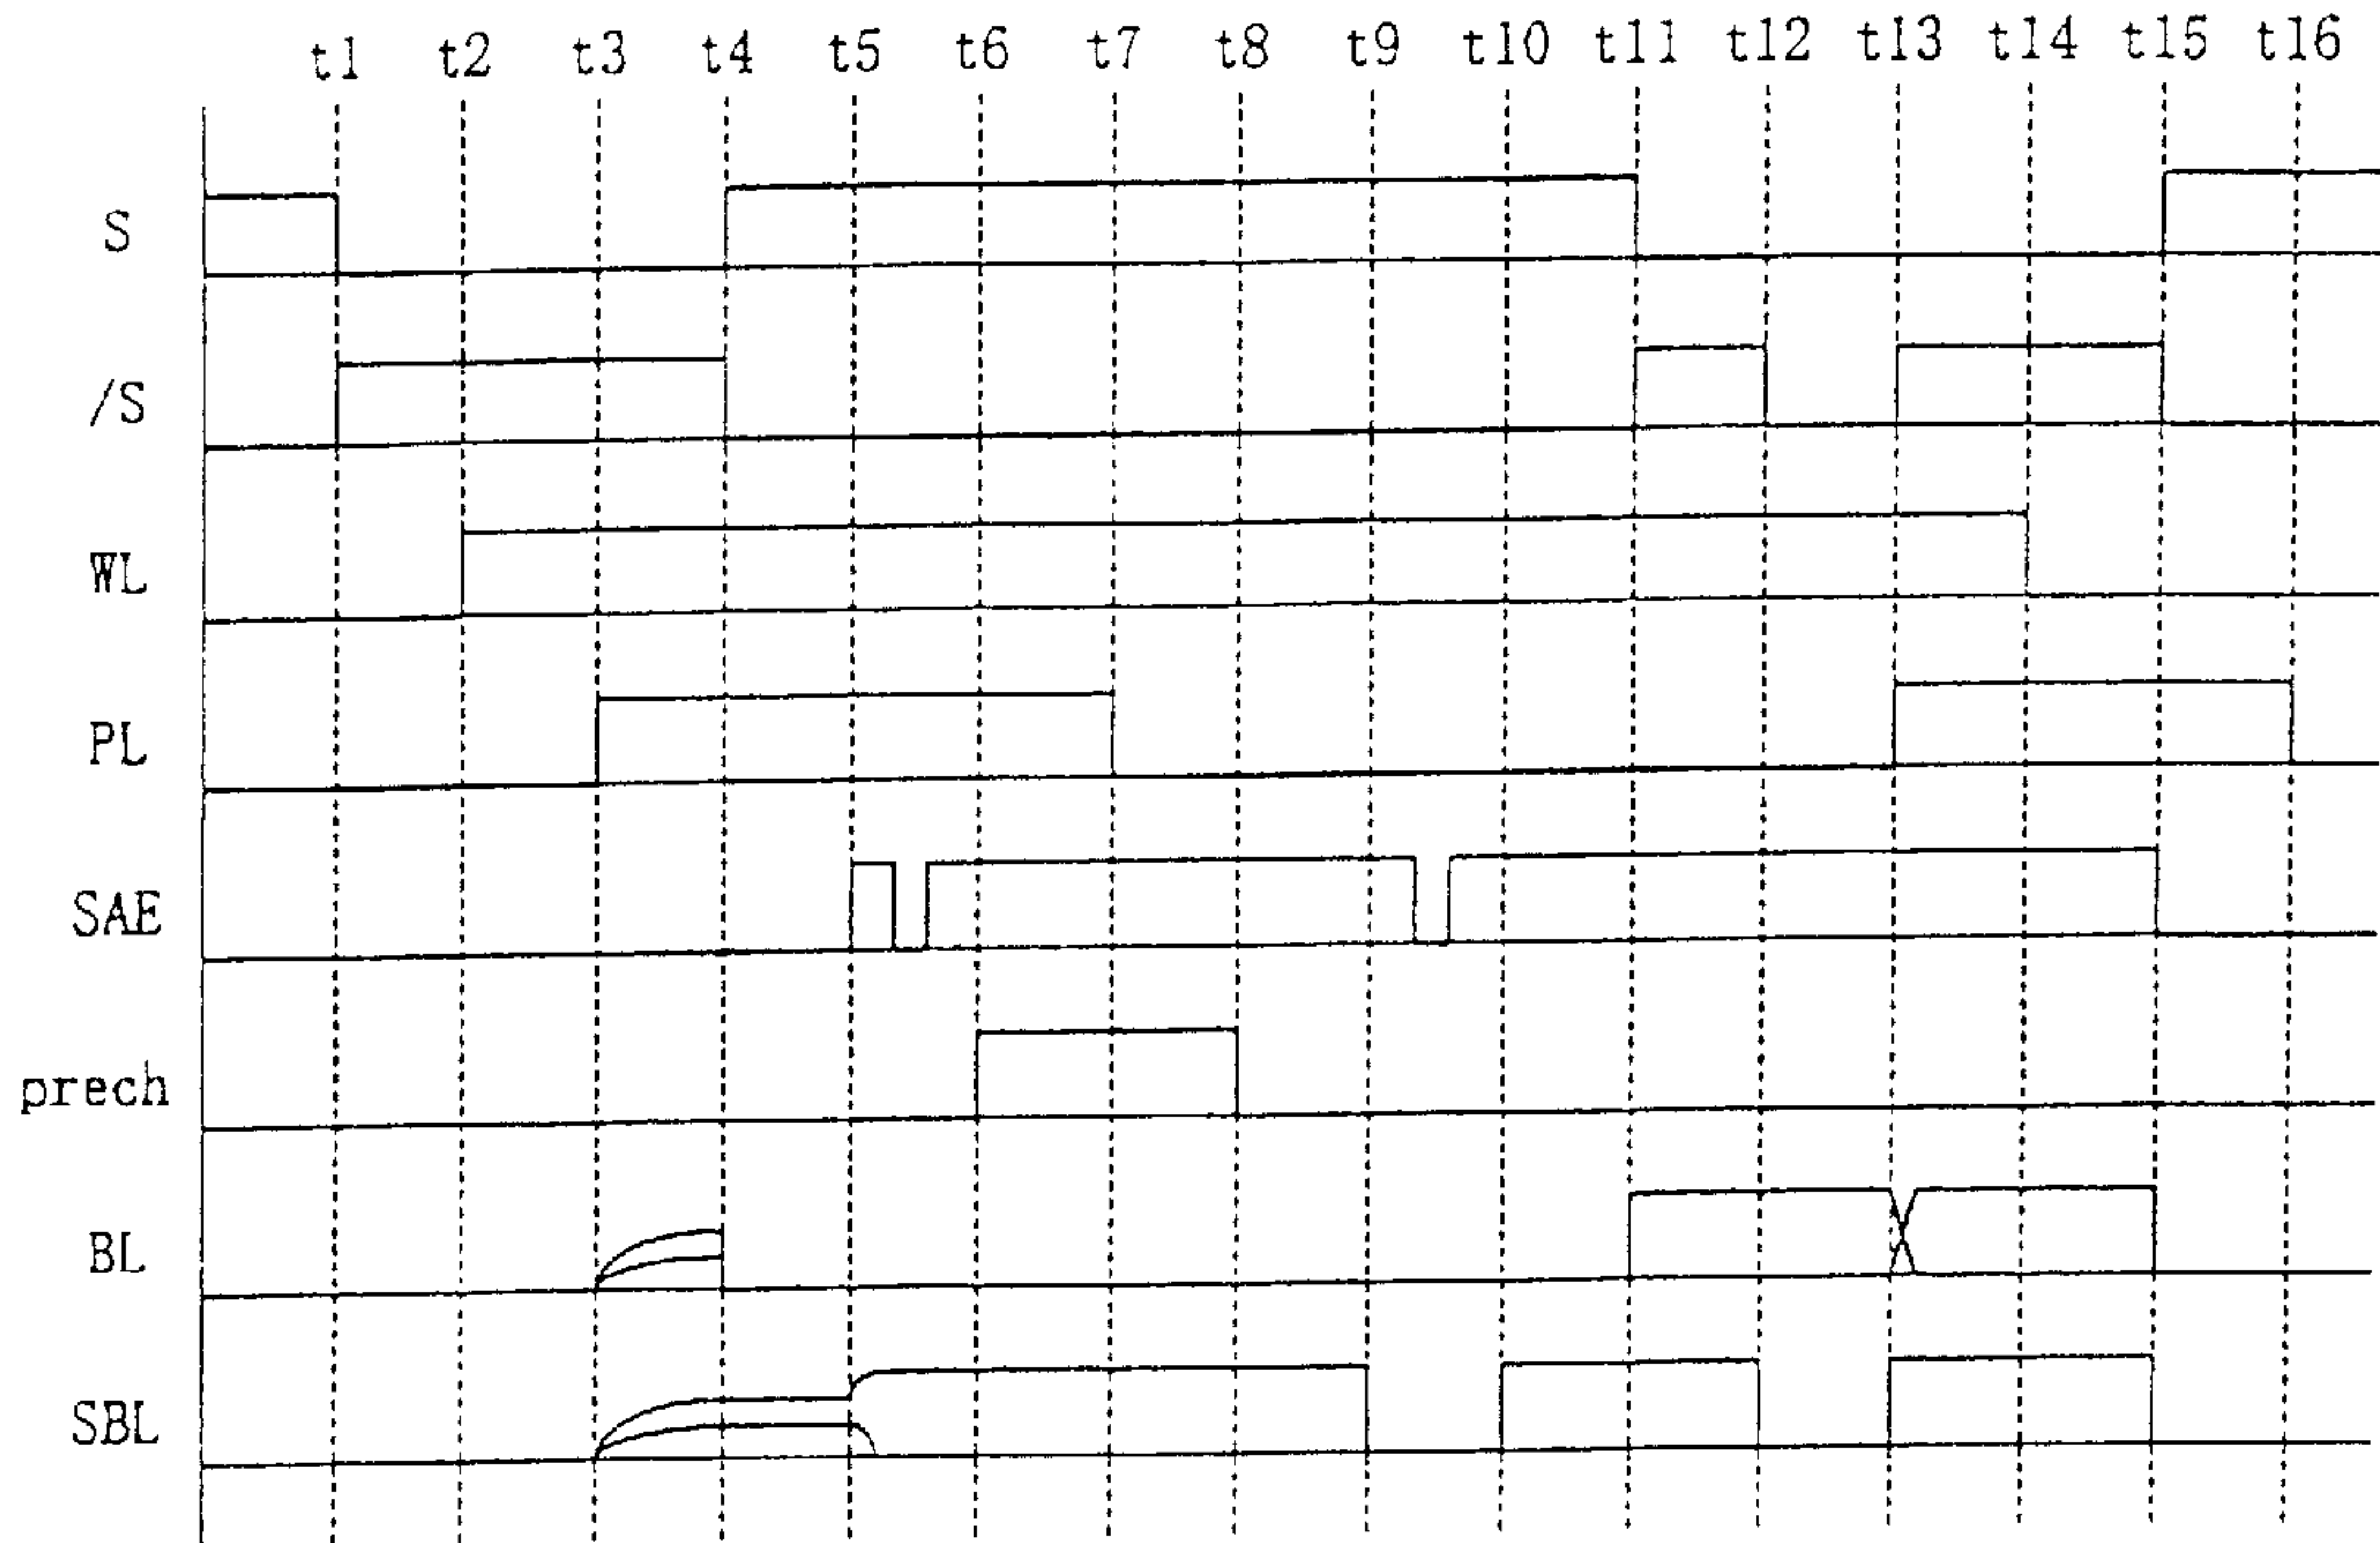 t1 t2 t3 t4 t5 t6 t7 t8 t9 t10 t11 t12 t13 t14 t15 t16
S
/S
WL
PL
SAE
prech
BL
SBL